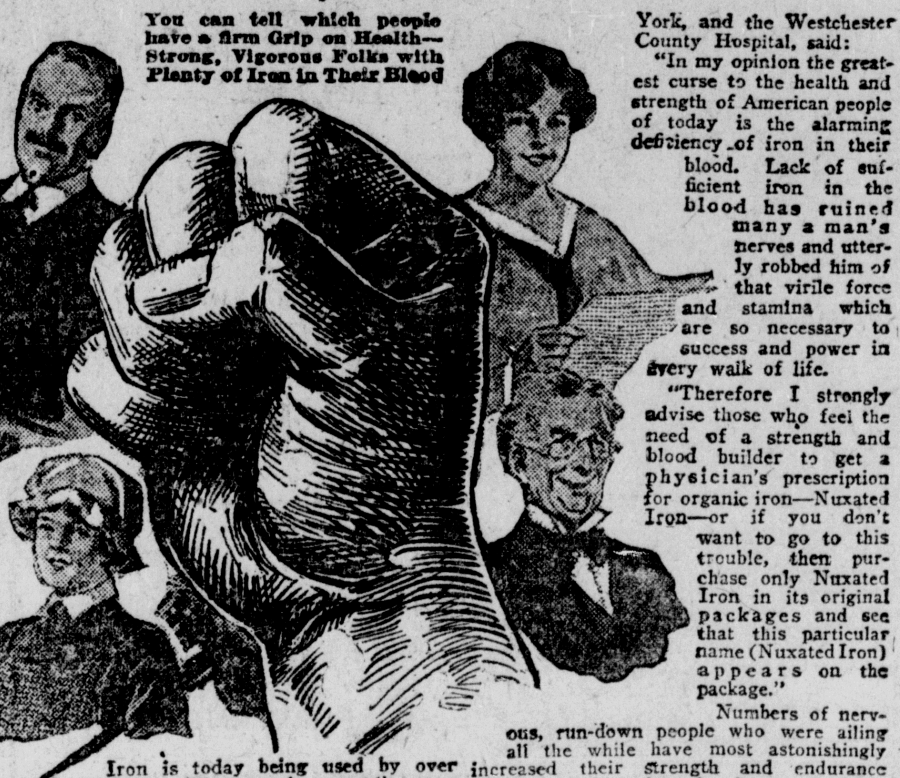 You can tell which people
have a firm Grip on Health—
Strong, Vigorous Folks with
Plenty of Iron in Their Blood
York, and the Westchester
County Hospital, said:
"In my opinion the great-
est curse to the health and
strength of American people
of today is the alarming
deficiency of iron in their
blood. Lack of suf-
ficient iron in the
blood has ruined
many a man's
nerves and utter-
ly robbed him of
that virile force
and stamina which
are so necessary to
success and power in
every walk of life.
"Therefore I strongly
advise those who feel the
need of a strength and
blood builder to get a
physician's prescription
for organic iron—Nuxated
Iron—or if you don't
want to go to this
trouble, then pur-
chase only Nuxated
Iron in its original
packages and see
that this particular
name (Nuxated Iron)
appears on the
package."
Numbers of nerv-
ous, run-down people who were ailing
all the while have most astonishingly
increased their strength and endurance
Iron is today being used by over